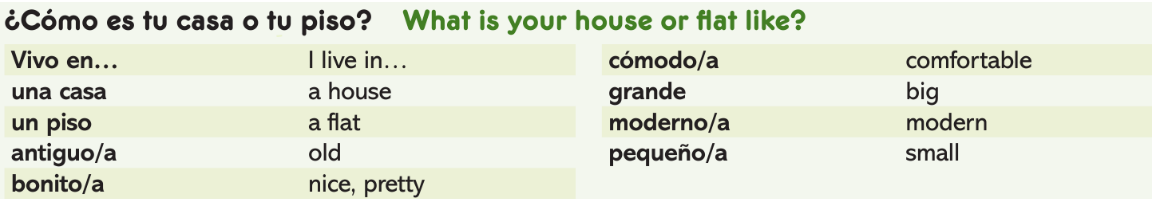 ¿Cómo es tu casa o tu piso? What is your house or flat like?
Vivo en... I live in...
una casa a house
un piso a flat
antiguo/a old
bonito/a nice, pretty
cómodo/a comfortable
grande big
moderno/a modern
pequeño/a small